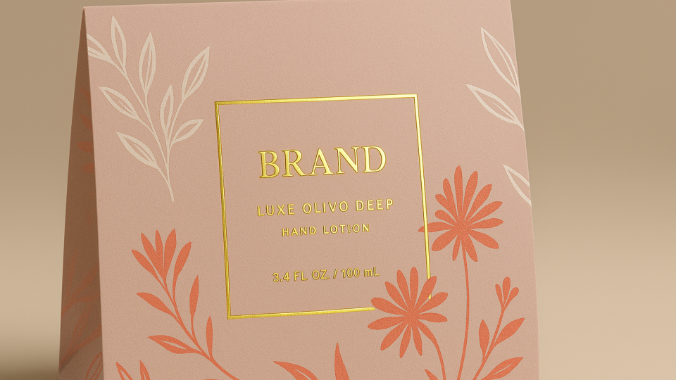 BRAND
LUXE OLIVO DEEP
HAND LOTION
3.4 FL. OZ. / 100 mL